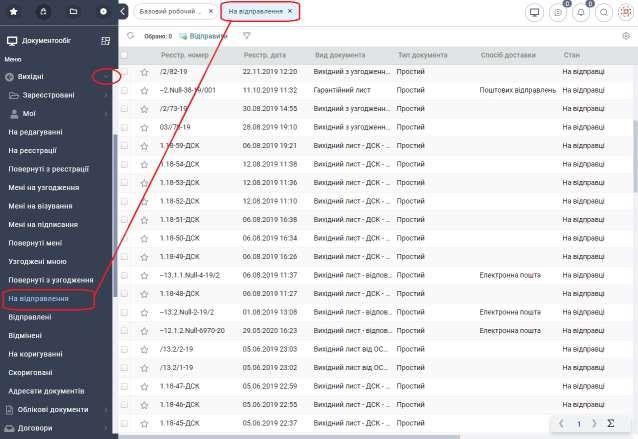 Базовий робочий ... ×
На відправлення ×
0
0
Документообіг
Меню
Вихідні
Зареєстровані
Мої
На редагуванні
На реєстрації
Повернуті з реєстрації
Мені на узгодження
Мені на візування
Мені на підписання
Повернуті мені
Узгоджені мною
Повернуті з узгодження
На відправлення
Відправлені
Відмінені
На коригуванні
Скориговані
Адресати документів
Облікові документи
Договори
Обрано: 0 Відправити
Реєстр. номер Реєстр. дата Вид документа Тип документа Спосіб доставки Стан
/2/82-19 22.11.2019 12:20 Вихідний з узгодженн... Простий На відправці
–2.Null-38-19/001 11.10.2019 11:32 Гарантійний лист Простий Поштових відправлень На відправці
/2/73-19 30.08.2019 14:55 Вихідний з узгодженн... Простий На відправці
03//75-19 28.08.2019 19:10 Вихідний з узгодженн... Простий На відправці
1.18-59-ДСК 06.08.2019 19:21 Вихідний лист - ДСК - ... Простий На відправці
1.18-54-ДСК 12.08.2019 11:38 Вихідний лист - ДСК - ... Простий На відправці
1.18-53-ДСК 12.08.2019 11:36 Вихідний лист - ДСК - ... Простий На відправці
1.18-52-ДСК 12.08.2019 11:10 Вихідний лист - ДСК - ... Простий На відправці
1.18-51-ДСК 06.08.2019 16:38 Вихідний лист - ДСК - ... Простий На відправці
1.18-50-ДСК 06.08.2019 16:34 Вихідний лист - ДСК - ... Простий На відправці
1.18-49-ДСК 06.08.2019 16:26 Вихідний лист - ДСК - ... Простий На відправці
–13.1.1.Null-4-19/2 06.08.2019 11:37 Вихідний лист - відпов... Простий Електронна пошта На відправці
1.18-48-ДСК 06.08.2019 11:27 Вихідний лист - ДСК - ... Простий На відправці
–13.2.Null-2-19/2 01.08.2019 13:08 Вихідний лист - відпов... Простий Електронна пошта На відправці
–12.1.2.Null-6970-20 29.05.2020 16:23 Вихідний лист - відпов... Простий Електронна пошта На відправці
/13.2/2-19 05.06.2019 23:03 Вихідний лист від ОС... Простий На відправці
/13.2/1-19 05.06.2019 23:02 Вихідний лист від ОС... Простий На відправці
1.18-47-ДСК 05.06.2019 22:59 Вихідний лист - ДСК - ... Простий На відправці
1.18-46-ДСК 05.06.2019 22:55 Вихідний лист - ДСК - ... Простий На відправці
1.18-45-ДСК 05.06.2019 22:37 Вихідний лист - ДСК - ... Простий На відправці
1 Σ